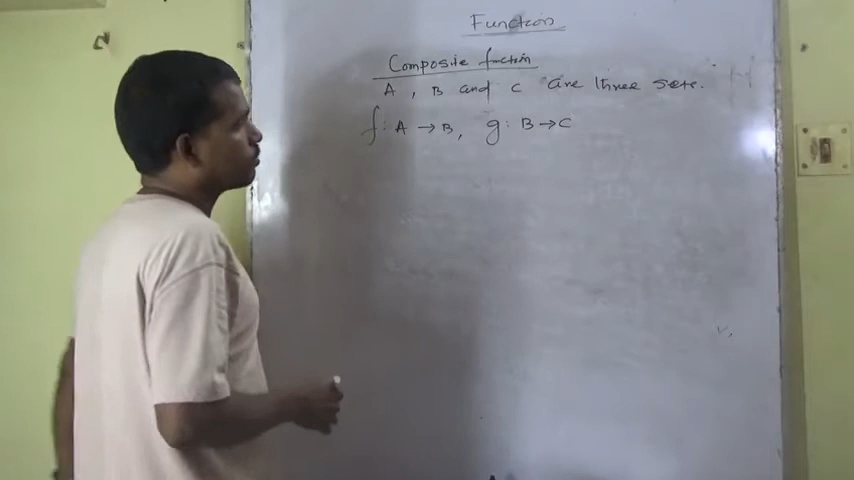 Function
Composite function
A, B and C are three sets.
f: A → B, g: B → C